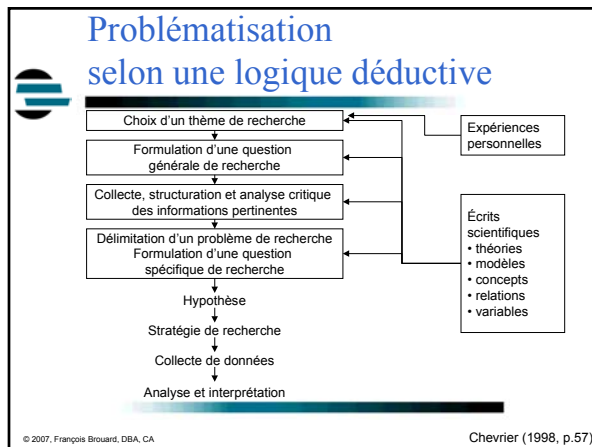 Problématisation
selon une logique déductive
Choix d'un thème de recherche
Formulation d'une question
générale de recherche
Collecte, structuration et analyse critique
des informations pertinentes
Délimitation d'un problème de recherche
Formulation d'une question
spécifique de recherche
Hypothèse
Stratégie de recherche
Collecte de données
Analyse et interprétation
Expériences
personnelles
Écrits
scientifiques
• théories
• modèles
• concepts
• relations
• variables
© 2007, François Brouard, DBA, CA
Chevrier (1998, p.57)